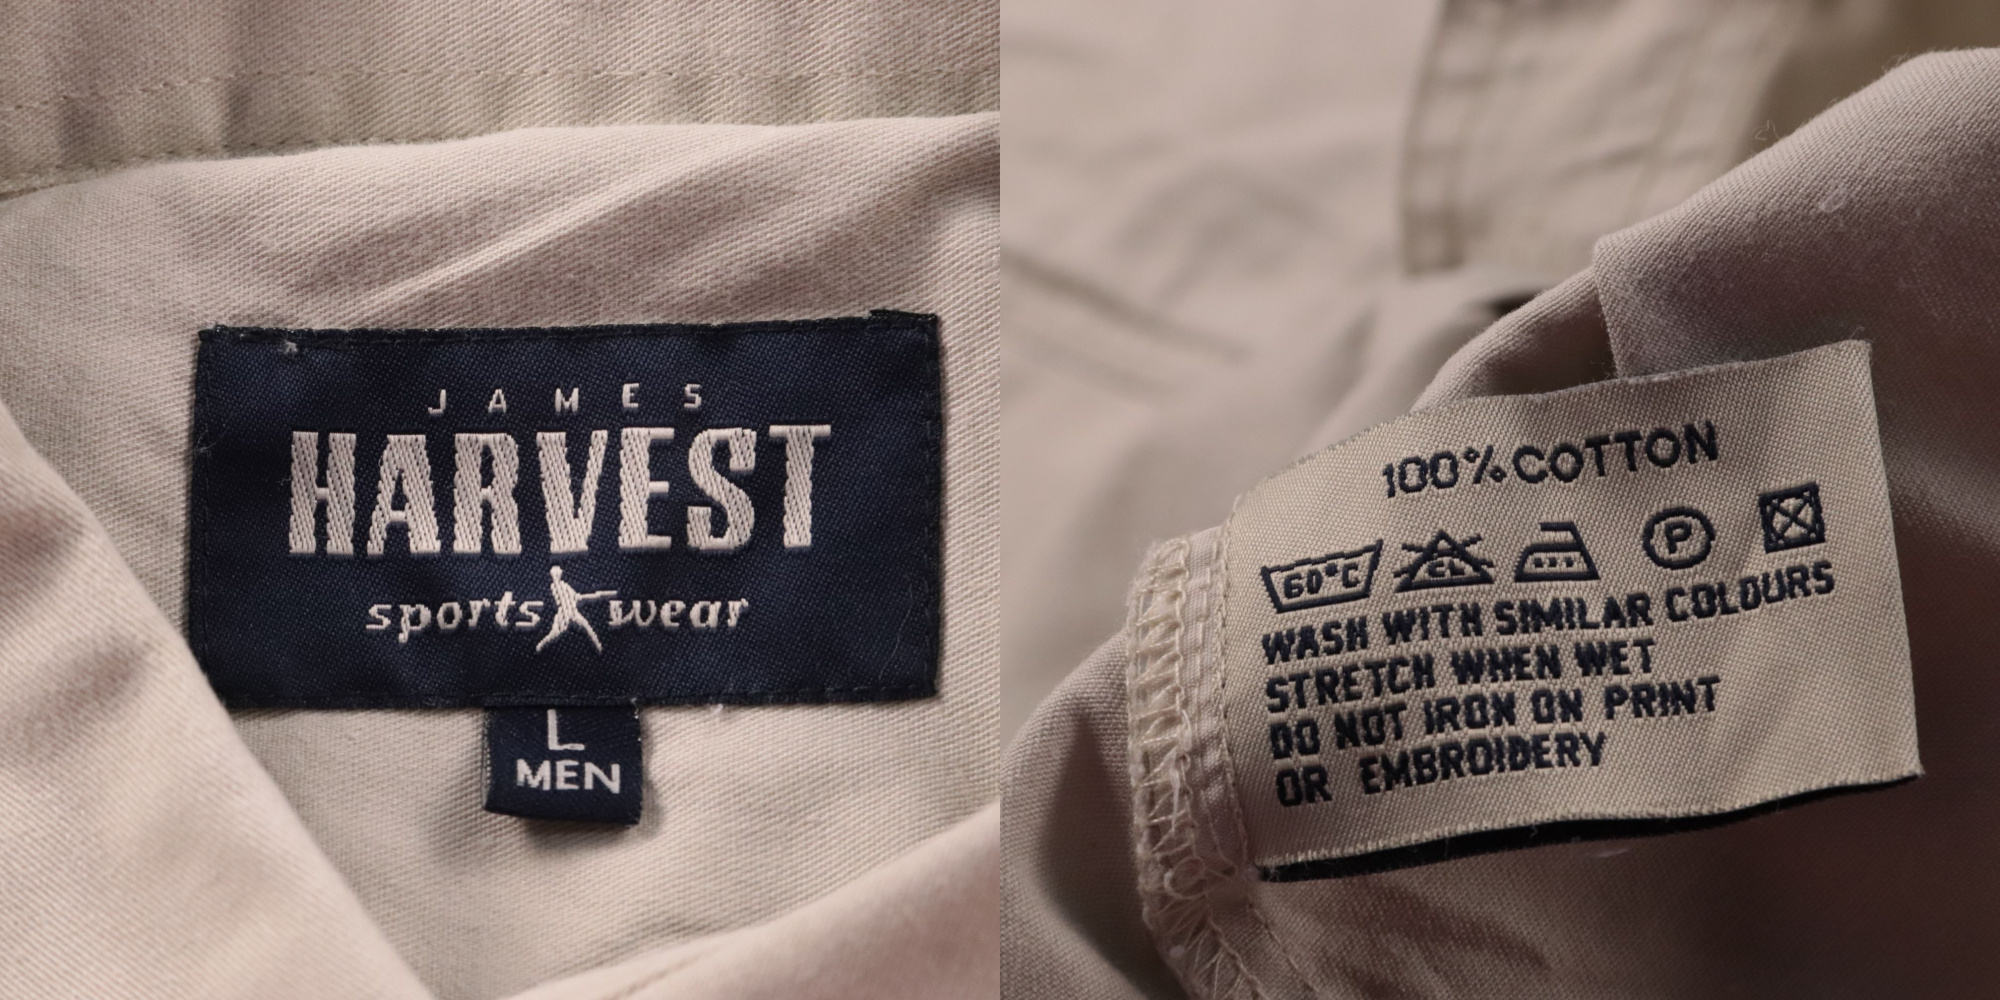 JAMES
HARVEST
sports wear
L
MEN
100% COTTON
60°C CL P
WASH WITH SIMILAR COLOURS
STRETCH WHEN WET
DO NOT IRON ON PRINT
OR EMBROIDERY